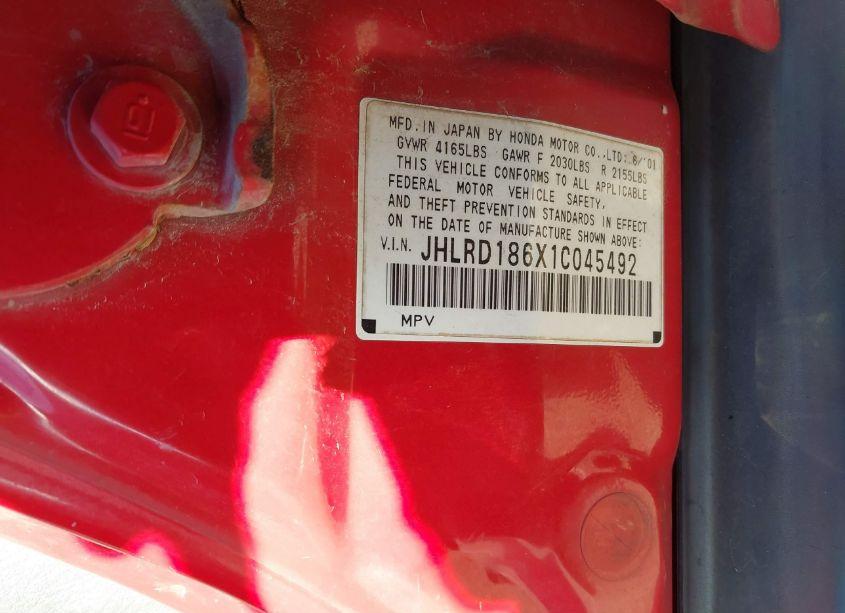 MFD. IN JAPAN BY HONDA MOTOR CO., LTD: 6/'01
GVWR 4165LBS GAWR F 2030LBS R 2155LBS
THIS VEHICLE CONFORMS TO ALL APPLICABLE
FEDERAL MOTOR VEHICLE SAFETY,
AND THEFT PREVENTION STANDARDS IN EFFECT
ON THE DATE OF MANUFACTURE SHOWN ABOVE:
V.I.N. JHLRD186X1C045492
MPV